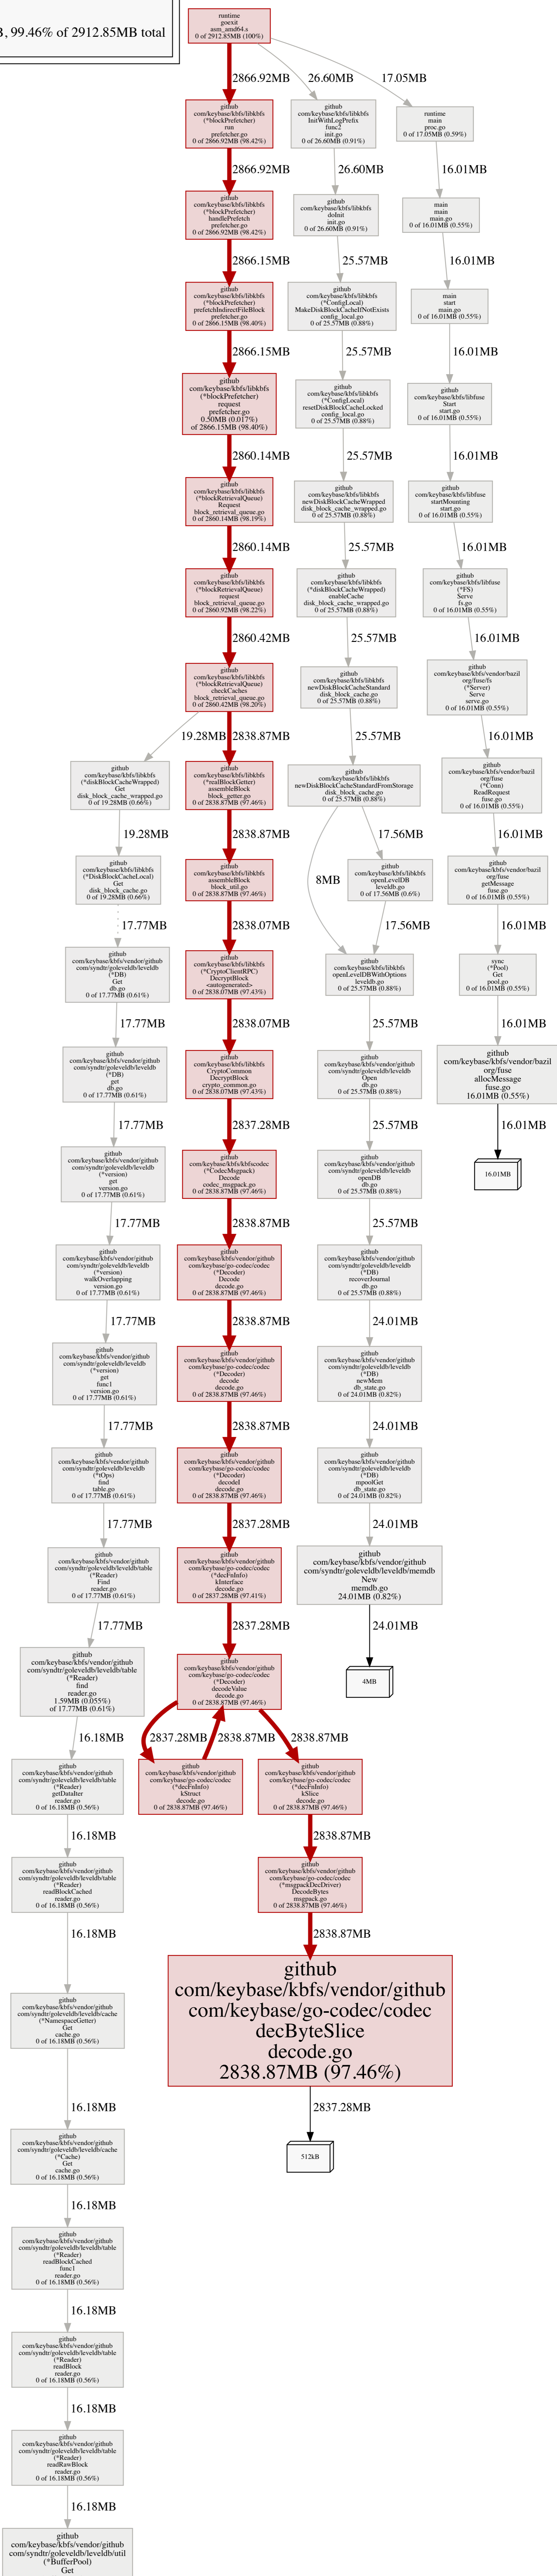 B, 99.46% of 2912.85MB total
runtime
goexit
asm_amd64.s
0 of 2912.85MB (100%)
2866.92MB
26.60MB
17.05MB
github
com/keybase/kbfs/libkbfs
(*blockPrefetcher)
run
prefetcher.go
0 of 2866.92MB (98.42%)
github
com/keybase/kbfs/libkbfs
InitWithLogPrefix
func2
init.go
0 of 26.60MB (0.91%)
runtime
main
proc.go
0 of 17.05MB (0.59%)
2866.92MB
26.60MB
16.01MB
github
com/keybase/kbfs/libkbfs
(*blockPrefetcher)
handlePrefetch
prefetcher.go
0 of 2866.92MB (98.42%)
github
com/keybase/kbfs/libkbfs
doInit
init.go
0 of 26.60MB (0.91%)
main
main
main.go
0 of 16.01MB (0.55%)
2866.15MB
25.57MB
16.01MB
github
com/keybase/kbfs/libkbfs
(*blockPrefetcher)
prefetchIndirectFileBlock
prefetcher.go
0 of 2866.15MB (98.40%)
github
com/keybase/kbfs/libkbfs
(*ConfigLocal)
MakeDiskBlockCacheIfNotExists
config_local.go
0 of 25.57MB (0.88%)
main
start
main.go
0 of 16.01MB (0.55%)
2866.15MB
25.57MB
16.01MB
github
com/keybase/kbfs/libkbfs
(*blockPrefetcher)
request
prefetcher.go
0.50MB (0.017%)
of 2866.15MB (98.40%)
github
com/keybase/kbfs/libkbfs
(*ConfigLocal)
resetDiskBlockCacheLocked
config_local.go
0 of 25.57MB (0.88%)
github
com/keybase/kbfs/libfuse
Start
start.go
0 of 16.01MB (0.55%)
2860.14MB
25.57MB
16.01MB
github
com/keybase/kbfs/libkbfs
(*blockRetrievalQueue)
Request
block_retrieval_queue.go
0 of 2860.14MB (98.19%)
github
com/keybase/kbfs/libkbfs
newDiskBlockCacheWrapped
disk_block_cache_wrapped.go
0 of 25.57MB (0.88%)
github
com/keybase/kbfs/libfuse
startMounting
start.go
0 of 16.01MB (0.55%)
2860.14MB
25.57MB
16.01MB
github
com/keybase/kbfs/libkbfs
(*blockRetrievalQueue)
request
block_retrieval_queue.go
0 of 2860.92MB (98.22%)
github
com/keybase/kbfs/libkbfs
(*diskBlockCacheWrapped)
enableCache
disk_block_cache_wrapped.go
0 of 25.57MB (0.88%)
github
com/keybase/kbfs/libfuse
(*FS)
Serve
fs.go
0 of 16.01MB (0.55%)
2860.42MB
25.57MB
16.01MB
github
com/keybase/kbfs/libkbfs
(*blockRetrievalQueue)
checkCaches
block_retrieval_queue.go
0 of 2860.42MB (98.20%)
github
com/keybase/kbfs/libkbfs
newDiskBlockCacheStandard
disk_block_cache.go
0 of 25.57MB (0.88%)
github
com/keybase/kbfs/vendor/bazil
org/fuse/fs
(*Server)
Serve
serve.go
0 of 16.01MB (0.55%)
19.28MB
2838.87MB
25.57MB
16.01MB
github
com/keybase/kbfs/libkbfs
(*diskBlockCacheWrapped)
Get
disk_block_cache_wrapped.go
0 of 19.28MB (0.66%)
github
com/keybase/kbfs/libkbfs
(*realBlockGetter)
assembleBlock
block_getter.go
0 of 2838.87MB (97.46%)
github
com/keybase/kbfs/libkbfs
newDiskBlockCacheStandardFromStorage
disk_block_cache.go
0 of 25.57MB (0.88%)
github
com/keybase/kbfs/vendor/bazil
org/fuse
(*Conn)
ReadRequest
fuse.go
0 of 16.01MB (0.55%)
19.28MB
2838.87MB
8MB
17.56MB
16.01MB
github
com/keybase/kbfs/libkbfs
(*DiskBlockCacheLocal)
Get
disk_block_cache.go
0 of 19.28MB (0.66%)
github
com/keybase/kbfs/libkbfs
assembleBlock
block_util.go
0 of 2838.87MB (97.46%)
github
com/keybase/kbfs/libkbfs
openLevelDB
leveldb.go
0 of 17.56MB (0.6%)
github
com/keybase/kbfs/vendor/bazil
org/fuse
getMessage
fuse.go
0 of 16.01MB (0.55%)
17.77MB
2838.07MB
17.56MB
16.01MB
github
com/keybase/kbfs/vendor/github
com/syndtr/goleveldb/leveldb
(*DB)
Get
db.go
0 of 17.77MB (0.61%)
github
com/keybase/kbfs/libkbfs
(*CryptoClientRPC)
DecryptBlock
<autogenerated>
0 of 2838.07MB (97.43%)
github
com/keybase/kbfs/libkbfs
openLevelDBWithOptions
leveldb.go
0 of 25.57MB (0.88%)
sync
(*Pool)
Get
pool.go
0 of 16.01MB (0.55%)
17.77MB
2838.07MB
25.57MB
16.01MB
github
com/keybase/kbfs/vendor/github
com/syndtr/goleveldb/leveldb
(*DB)
get
db.go
0 of 17.77MB (0.61%)
github
com/keybase/kbfs/libkbfs
CryptoCommon
DecryptBlock
crypto_common.go
0 of 2838.07MB (97.43%)
github
com/keybase/kbfs/vendor/github
com/syndtr/goleveldb/leveldb
Open
db.go
0 of 25.57MB (0.88%)
github
com/keybase/kbfs/vendor/bazil
org/fuse
allocMessage
fuse.go
16.01MB (0.55%)
17.77MB
2837.28MB
25.57MB
16.01MB
github
com/keybase/kbfs/vendor/github
com/syndtr/goleveldb/leveldb
(*version)
get
version.go
0 of 17.77MB (0.61%)
github
com/keybase/kbfs/kbfscodec
(*CodecMsgpack)
Decode
codec_msgpack.go
0 of 2838.87MB (97.46%)
github
com/keybase/kbfs/vendor/github
com/syndtr/goleveldb/leveldb
openDB
db.go
0 of 25.57MB (0.88%)
16.01MB
17.77MB
2838.87MB
25.57MB
github
com/keybase/kbfs/vendor/github
com/syndtr/goleveldb/leveldb
(*version)
walkOverlapping
version.go
0 of 17.77MB (0.61%)
github
com/keybase/kbfs/vendor/github
com/keybase/go-codec/codec
(*Decoder)
Decode
decode.go
0 of 2838.87MB (97.46%)
github
com/keybase/kbfs/vendor/github
com/syndtr/goleveldb/leveldb
(*DB)
recoverJournal
db.go
0 of 25.57MB (0.88%)
17.77MB
2838.87MB
24.01MB
github
com/keybase/kbfs/vendor/github
com/syndtr/goleveldb/leveldb
(*version)
get
func1
version.go
0 of 17.77MB (0.61%)
github
com/keybase/kbfs/vendor/github
com/keybase/go-codec/codec
(*Decoder)
decode
decode.go
0 of 2838.87MB (97.46%)
github
com/keybase/kbfs/vendor/github
com/syndtr/goleveldb/leveldb
(*DB)
newMem
db_state.go
0 of 24.01MB (0.82%)
17.77MB
2838.87MB
24.01MB
github
com/keybase/kbfs/vendor/github
com/syndtr/goleveldb/leveldb
(*tOps)
find
table.go
0 of 17.77MB (0.61%)
github
com/keybase/kbfs/vendor/github
com/keybase/go-codec/codec
(*Decoder)
decodeI
decode.go
0 of 2838.87MB (97.46%)
github
com/keybase/kbfs/vendor/github
com/syndtr/goleveldb/leveldb
(*DB)
mpoolGet
db_state.go
0 of 24.01MB (0.82%)
17.77MB
2837.28MB
24.01MB
github
com/keybase/kbfs/vendor/github
com/syndtr/goleveldb/leveldb/table
(*Reader)
Find
reader.go
0 of 17.77MB (0.61%)
github
com/keybase/kbfs/vendor/github
com/keybase/go-codec/codec
(*decFnInfo)
kInterface
decode.go
0 of 2837.28MB (97.41%)
github
com/keybase/kbfs/vendor/github
com/syndtr/goleveldb/leveldb/memdb
New
memdb.go
24.01MB (0.82%)
17.77MB
2837.28MB
24.01MB
github
com/keybase/kbfs/vendor/github
com/syndtr/goleveldb/leveldb/table
(*Reader)
find
reader.go
1.59MB (0.055%)
of 17.77MB (0.61%)
github
com/keybase/kbfs/vendor/github
com/keybase/go-codec/codec
(*Decoder)
decodeValue
decode.go
0 of 2838.87MB (97.46%)
4MB
16.18MB
2837.28MB
2838.87MB
2838.87MB
github
com/keybase/kbfs/vendor/github
com/syndtr/goleveldb/leveldb/table
(*Reader)
getDataIter
reader.go
0 of 16.18MB (0.56%)
github
com/keybase/kbfs/vendor/github
com/keybase/go-codec/codec
(*decFnInfo)
kStruct
decode.go
0 of 2838.87MB (97.46%)
github
com/keybase/kbfs/vendor/github
com/keybase/go-codec/codec
(*decFnInfo)
kSlice
decode.go
0 of 2838.87MB (97.46%)
16.18MB
2838.87MB
github
com/keybase/kbfs/vendor/github
com/syndtr/goleveldb/leveldb/table
(*Reader)
readBlockCached
reader.go
0 of 16.18MB (0.56%)
github
com/keybase/kbfs/vendor/github
com/keybase/go-codec/codec
(*msgpackDecDriver)
DecodeBytes
msgpack.go
0 of 2838.87MB (97.46%)
16.18MB
2838.87MB
github
com/keybase/kbfs/vendor/github
com/syndtr/goleveldb/leveldb/cache
(*NamespaceGetter)
Get
cache.go
0 of 16.18MB (0.56%)
github
com/keybase/kbfs/vendor/github
com/keybase/go-codec/codec
decByteSlice
decode.go
2838.87MB (97.46%)
16.18MB
2837.28MB
github
com/keybase/kbfs/vendor/github
com/syndtr/goleveldb/leveldb/cache
(*Cache)
Get
cache.go
0 of 16.18MB (0.56%)
512kB
16.18MB
github
com/keybase/kbfs/vendor/github
com/syndtr/goleveldb/leveldb/table
(*Reader)
readBlockCached
func1
reader.go
0 of 16.18MB (0.56%)
16.18MB
github
com/keybase/kbfs/vendor/github
com/syndtr/goleveldb/leveldb/table
(*Reader)
readBlock
reader.go
0 of 16.18MB (0.56%)
16.18MB
github
com/keybase/kbfs/vendor/github
com/syndtr/goleveldb/leveldb/table
(*Reader)
readRawBlock
reader.go
0 of 16.18MB (0.56%)
16.18MB
github
com/keybase/kbfs/vendor/github
com/syndtr/goleveldb/leveldb/util
(*BufferPool)
Get